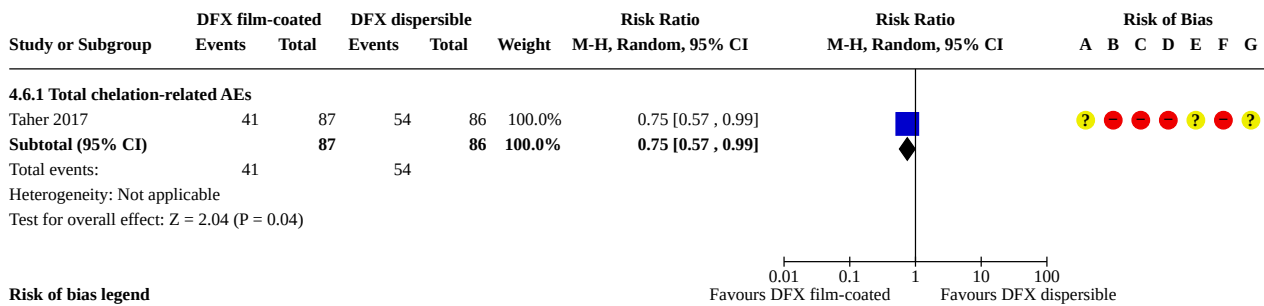 DFX film-coated DFX dispersible Risk Ratio Risk Ratio Risk of Bias
Study or Subgroup Events Total Events Total Weight M-H, Random, 95% CI M-H, Random, 95% CI A B C D E F G
4.6.1 Total chelation-related AEs
Taher 2017 41 87 54 86 100.0% 0.75 [0.57 , 0.99] ? − − − ? − ?
Subtotal (95% CI) 87 86 100.0% 0.75 [0.57 , 0.99]
Total events: 41 54
Heterogeneity: Not applicable
Test for overall effect: Z = 2.04 (P = 0.04)
0.01 0.1 1 10 100
Favours DFX film-coated Favours DFX dispersible
Risk of bias legend